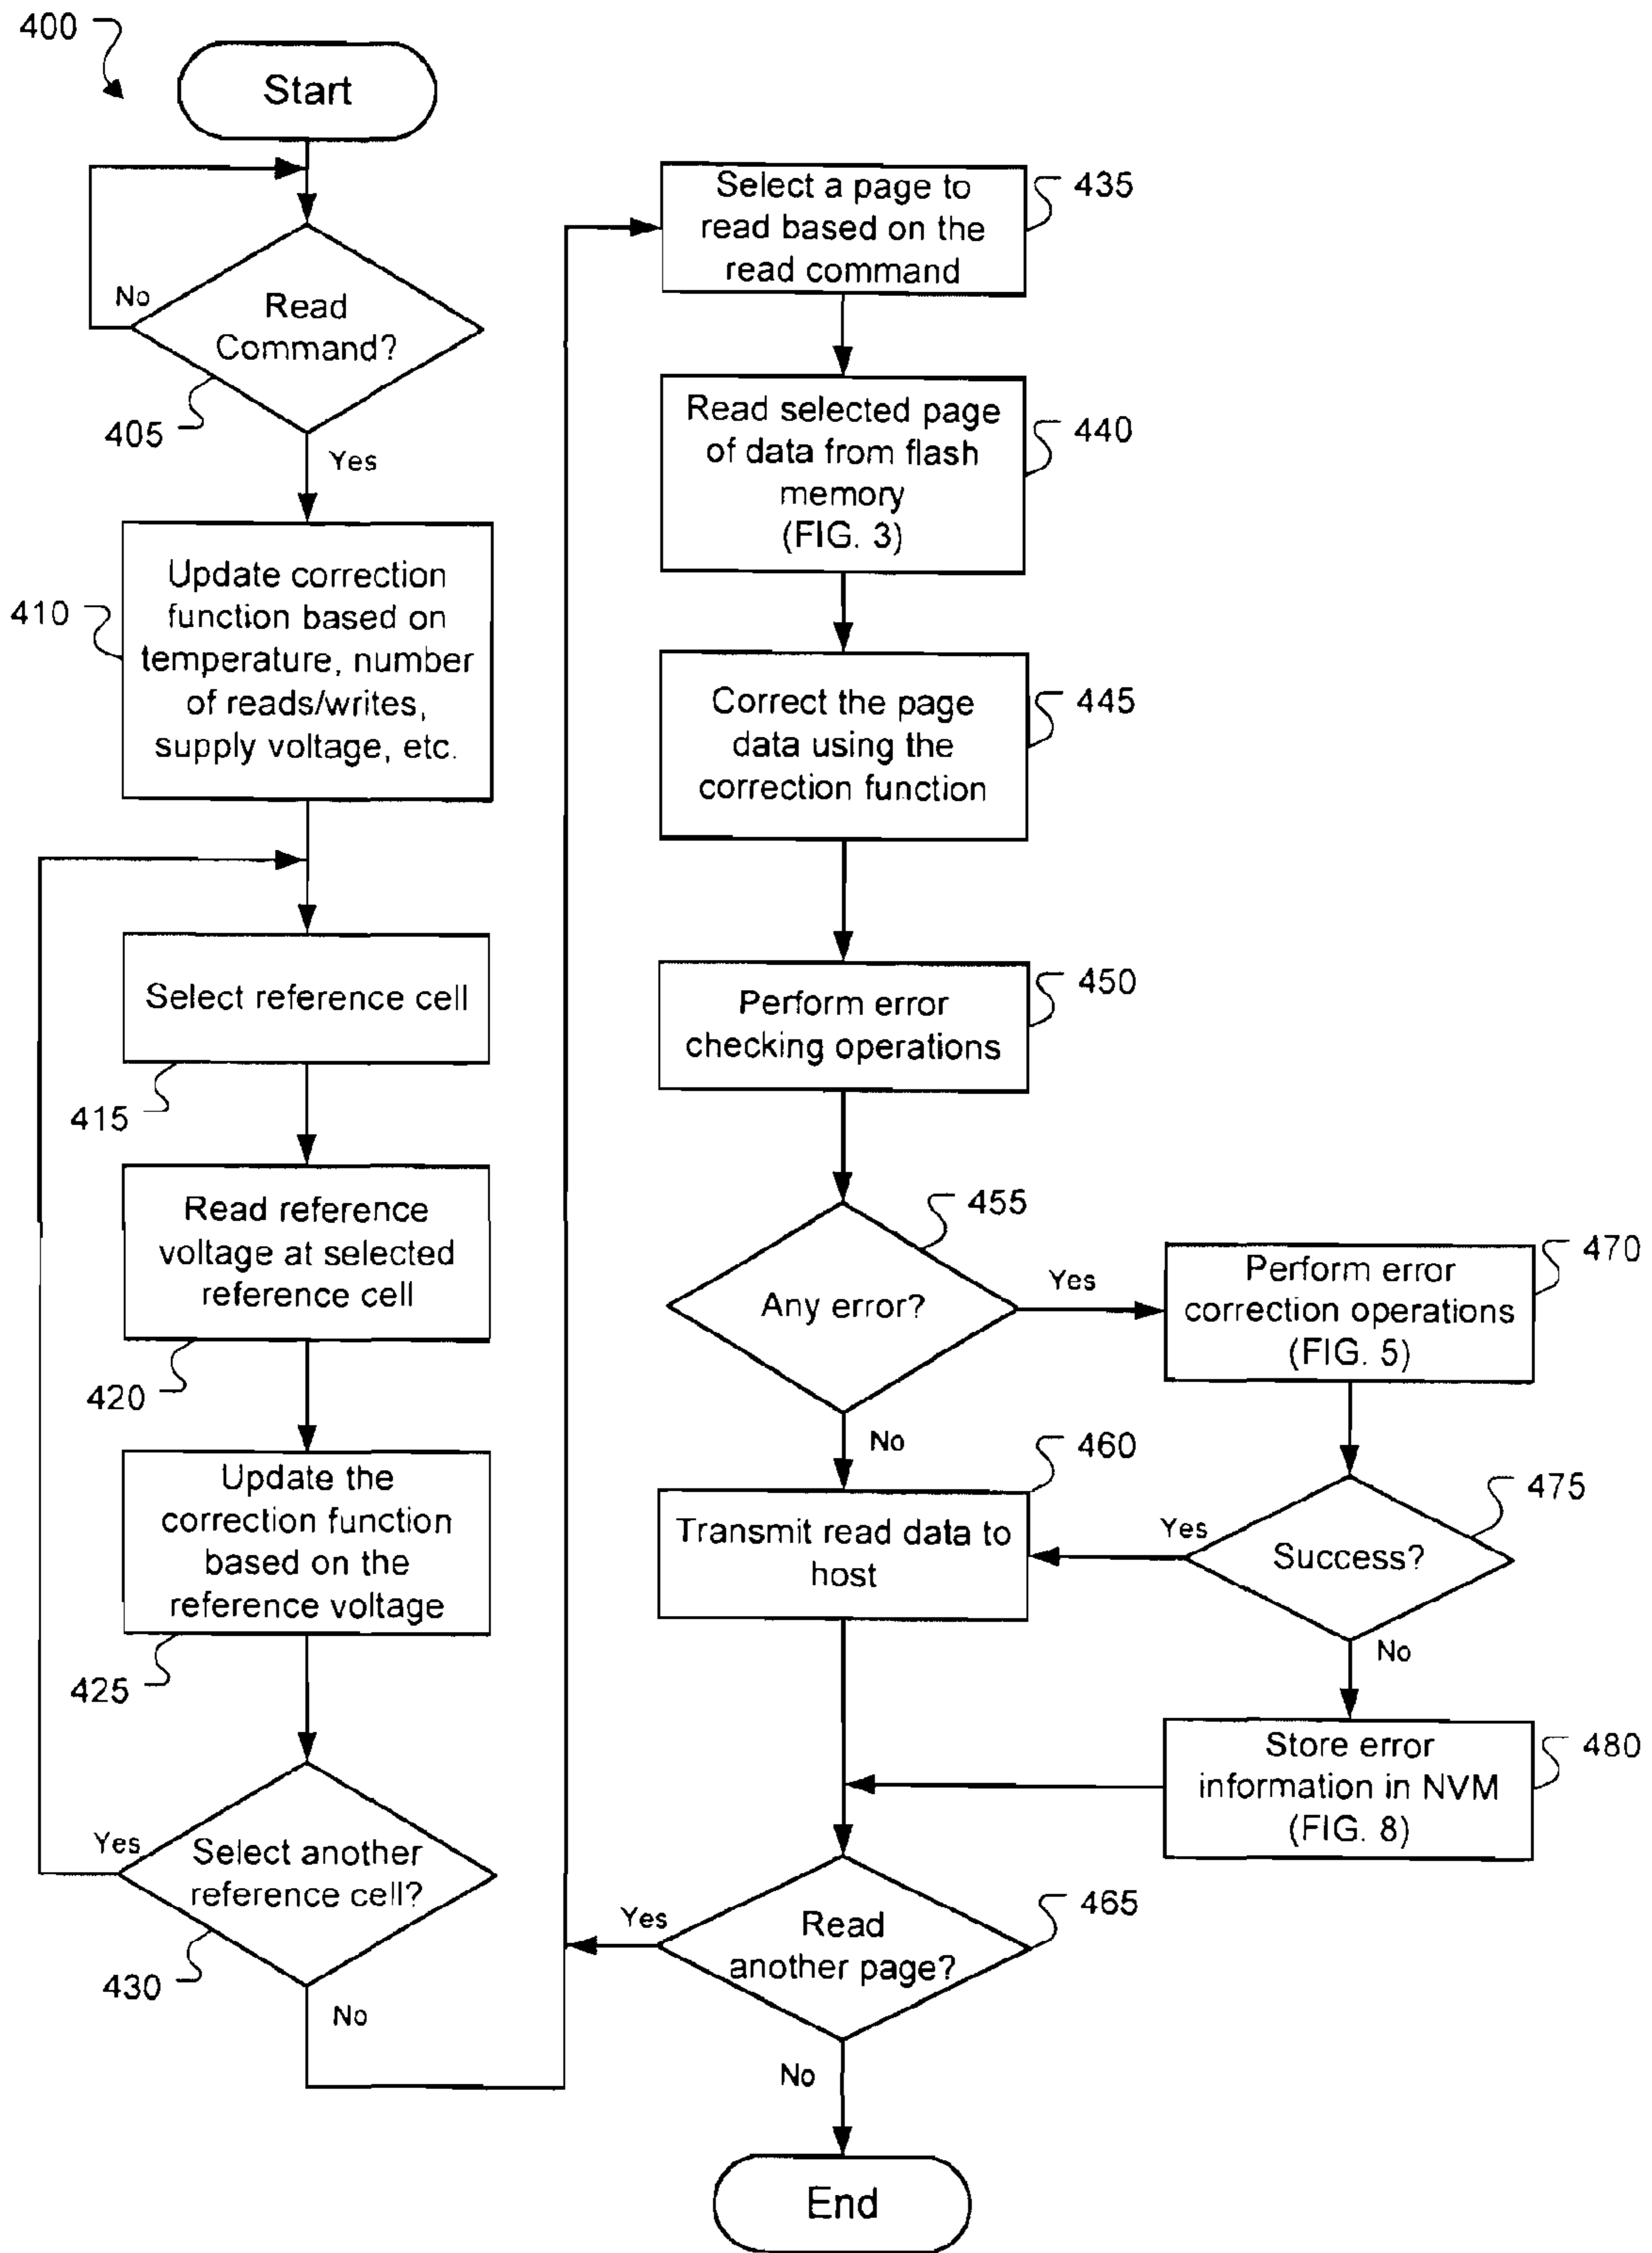 400
Start
No
Read
Command?
405
Yes
410
Update correction
function based on
temperature, number
of reads/writes,
supply voltage, etc.
Select reference cell
415
Read reference
voltage at selected
reference cell
420
Update the
correction function
based on the
reference voltage
425
Yes
Select another
reference cell?
430
No
Select a page to
read based on the
read command
435
Read selected page
of data from flash
memory
(FIG. 3)
440
Correct the page
data using the
correction function
445
Perform error
checking operations
450
455
Any error?
Yes
No
Perform error
correction operations
(FIG. 5)
470
460
Transmit read data to
host
475
Yes
Success?
No
Store error
information in NVM
(FIG. 8)
480
Yes
Read
another page?
465
No
End